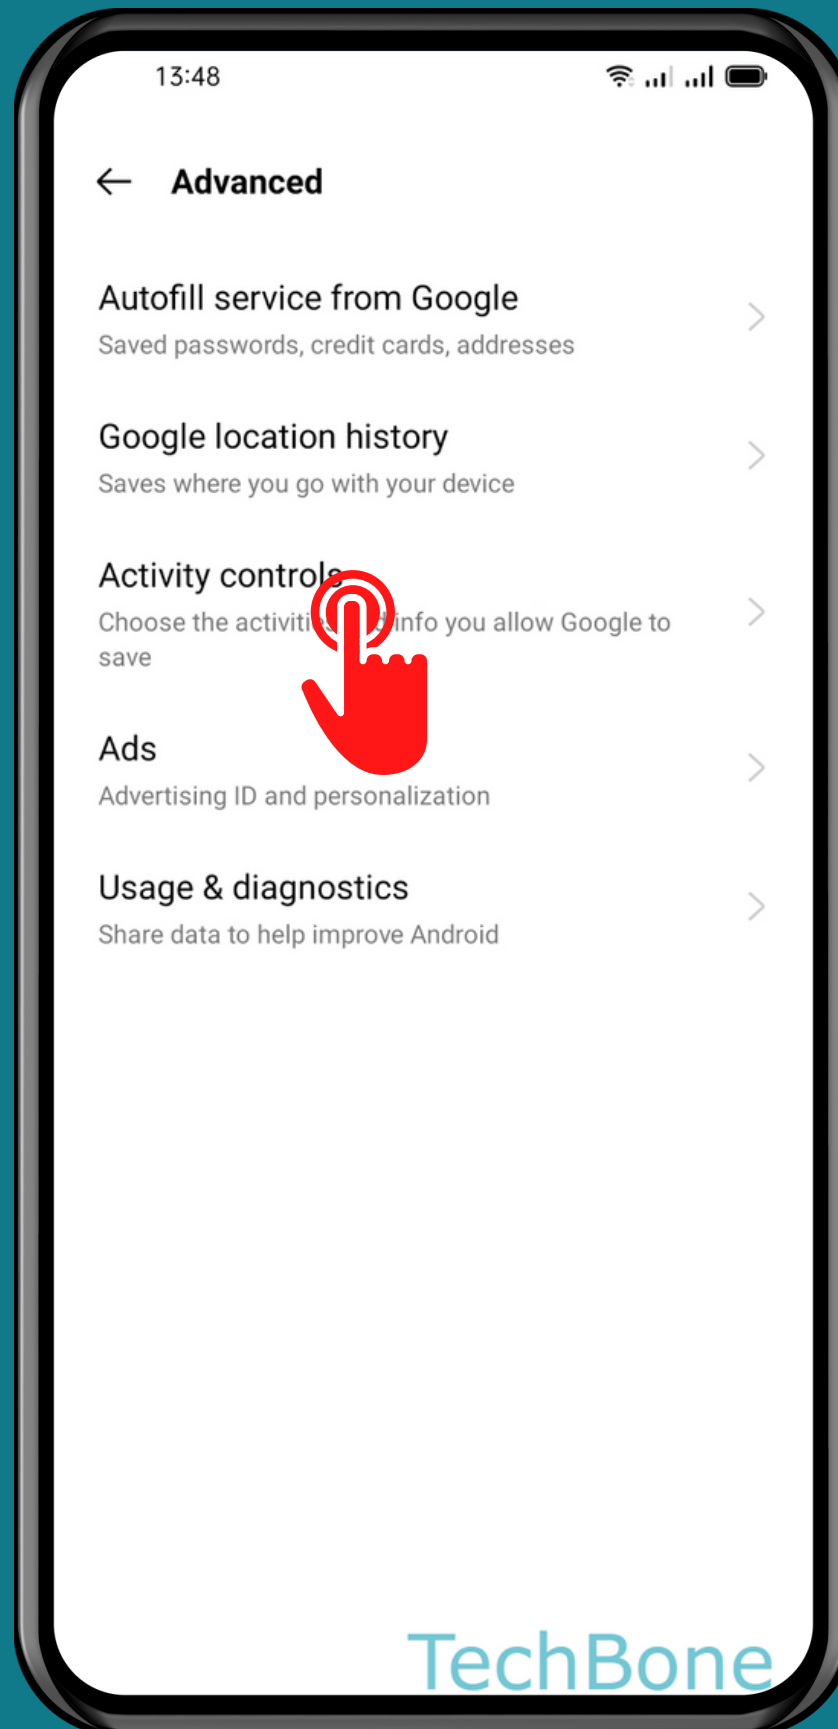 13:48
Advanced
Autofill service from Google
Saved passwords, credit cards, addresses
Google location history
Saves where you go with your device
Activity controls
Choose the activities info you allow Google to
save
Ads
Advertising ID and personalization
Usage & diagnostics
Share data to help improve Android
TechBone